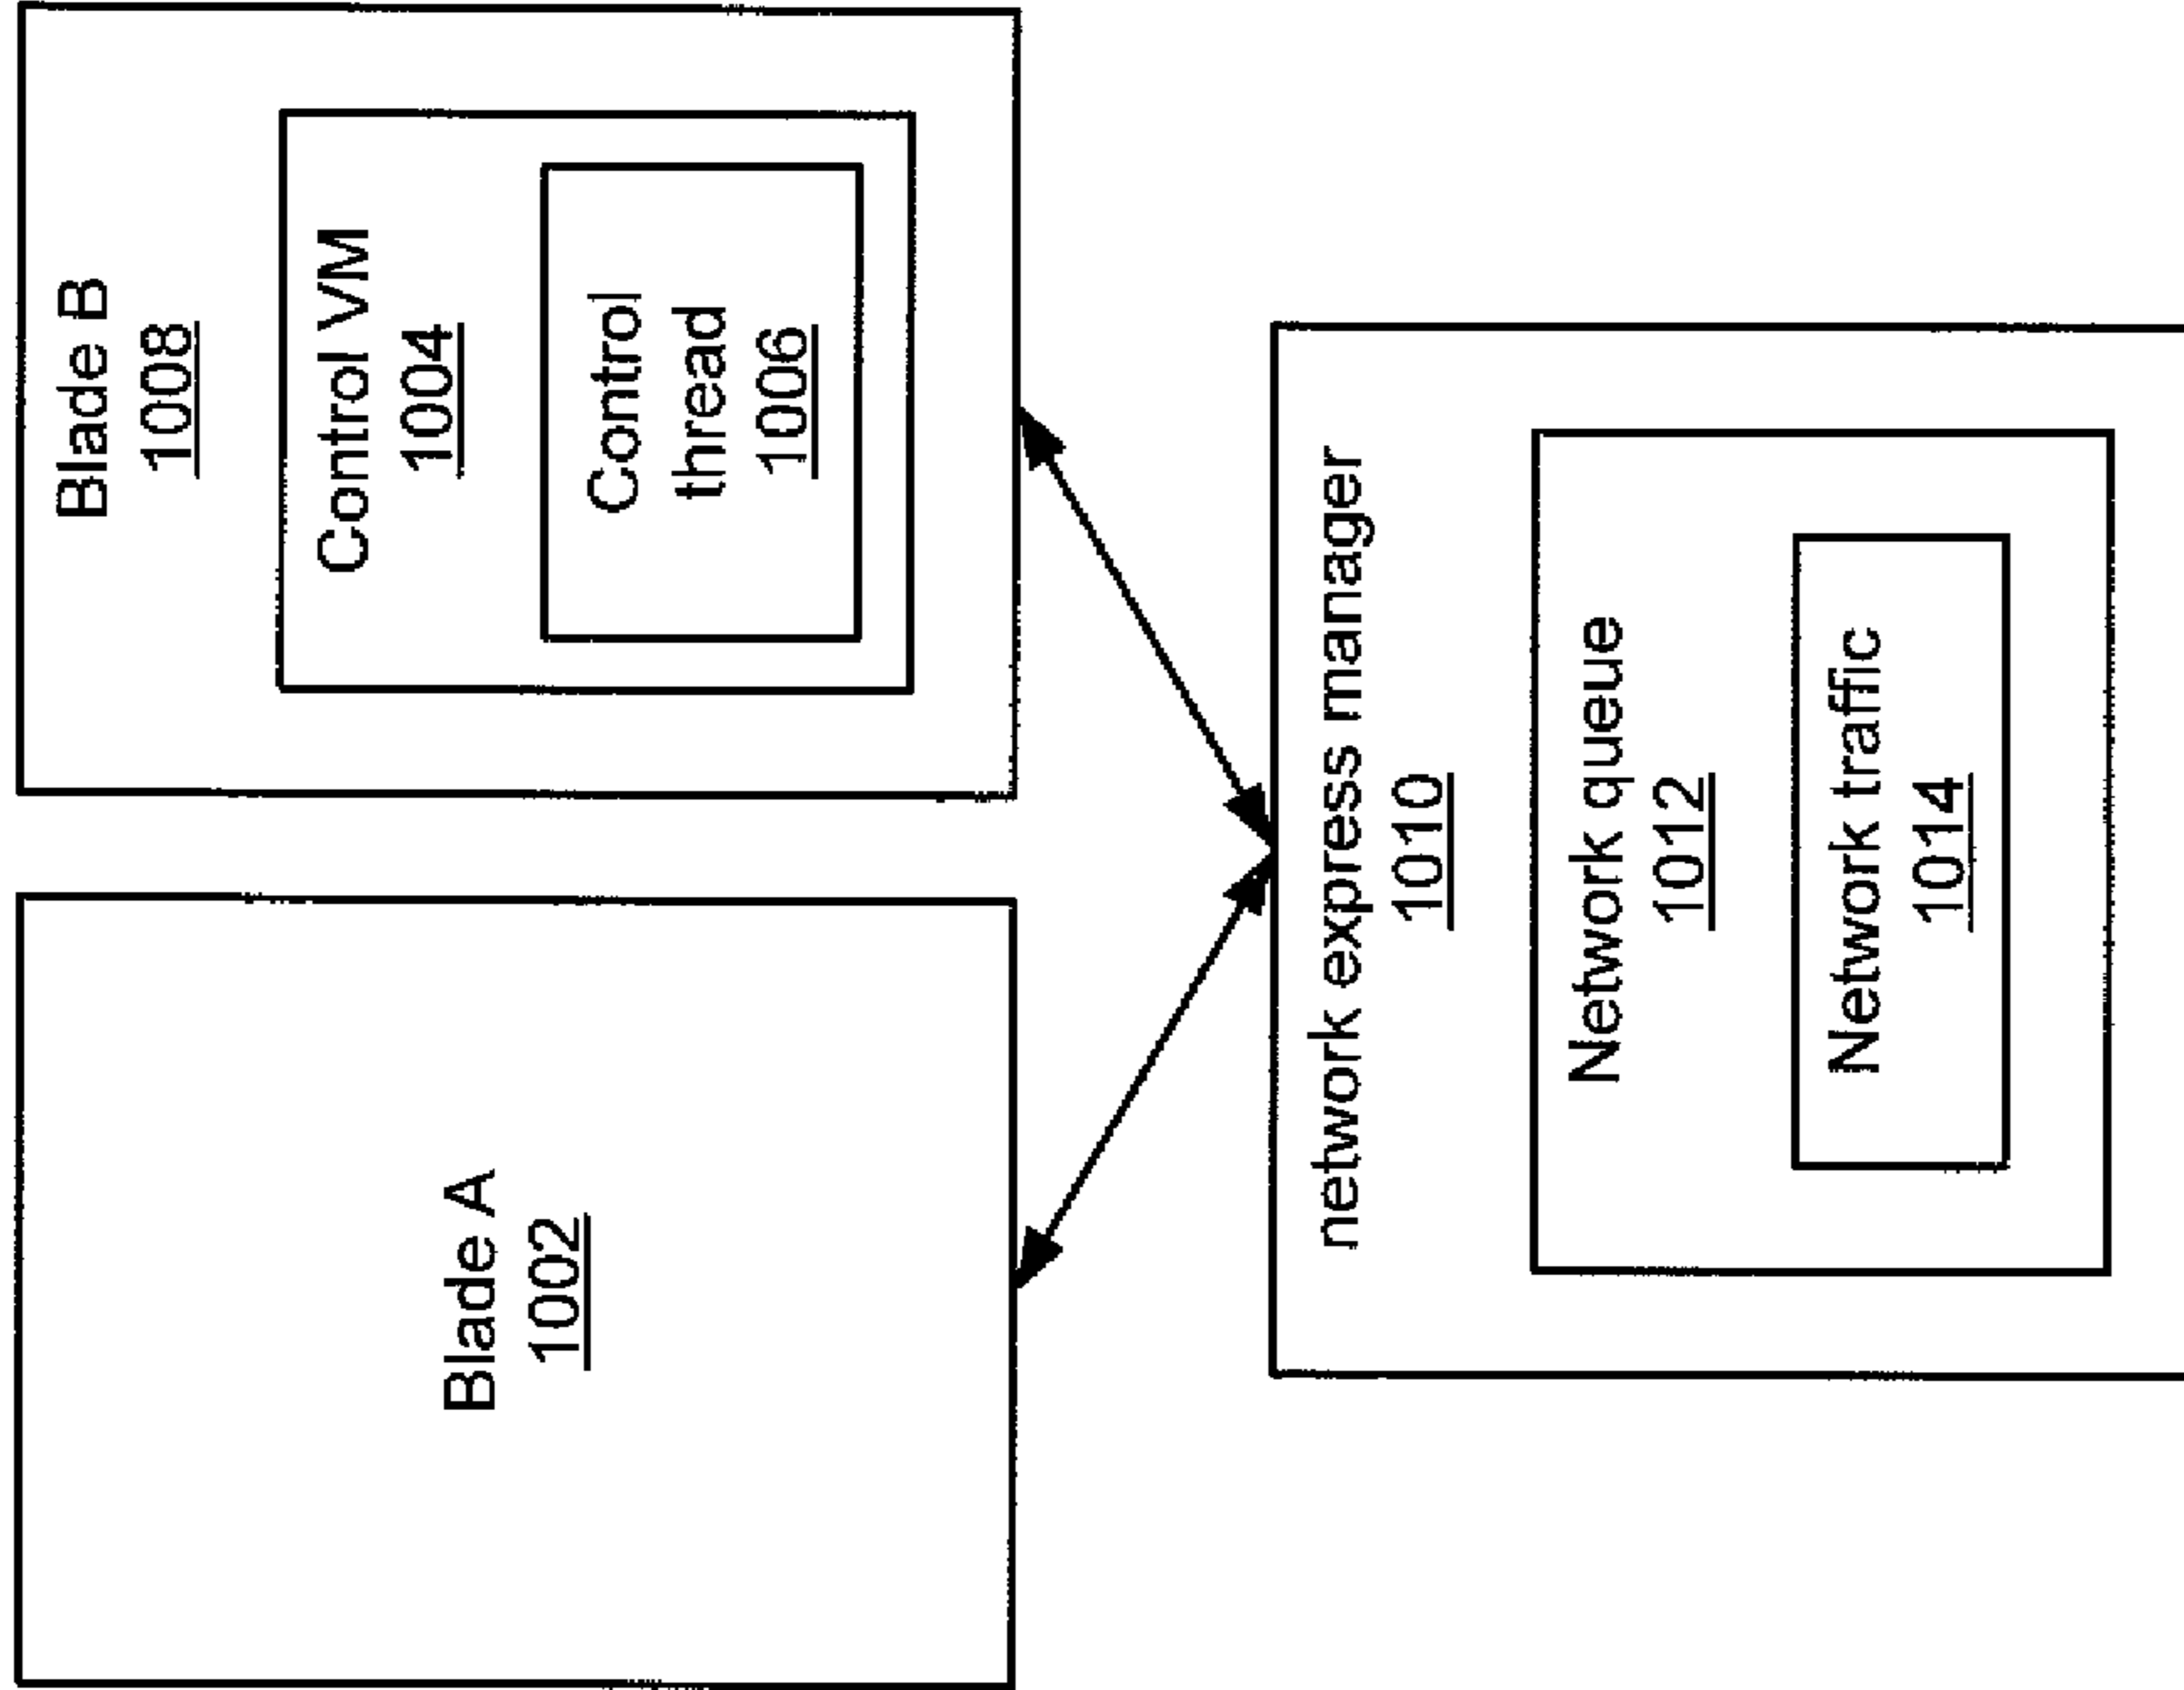 Blade A
1002
Blade B
1008
Control VM
1004
Control
thread
1006
network express manager
1010
Network queue
1012
Network traffic
1014